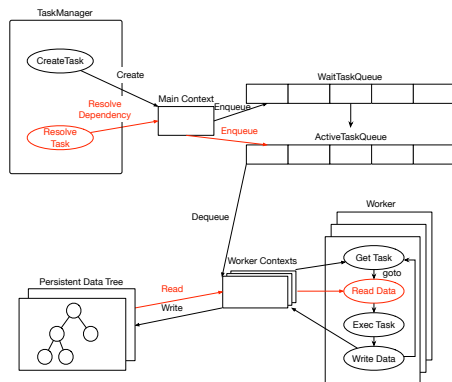 TaskManager
CreateTask
Create
Resolve
Dependency
Main Context
Resolve
Task
Enqueue
Enqueue
WaitTaskQueue
ActiveTaskQueue
Dequeue
Worker
Worker Contexts
Get Task
goto
Read Data
Exec Task
Write Data
Persistent Data Tree
Read
Write